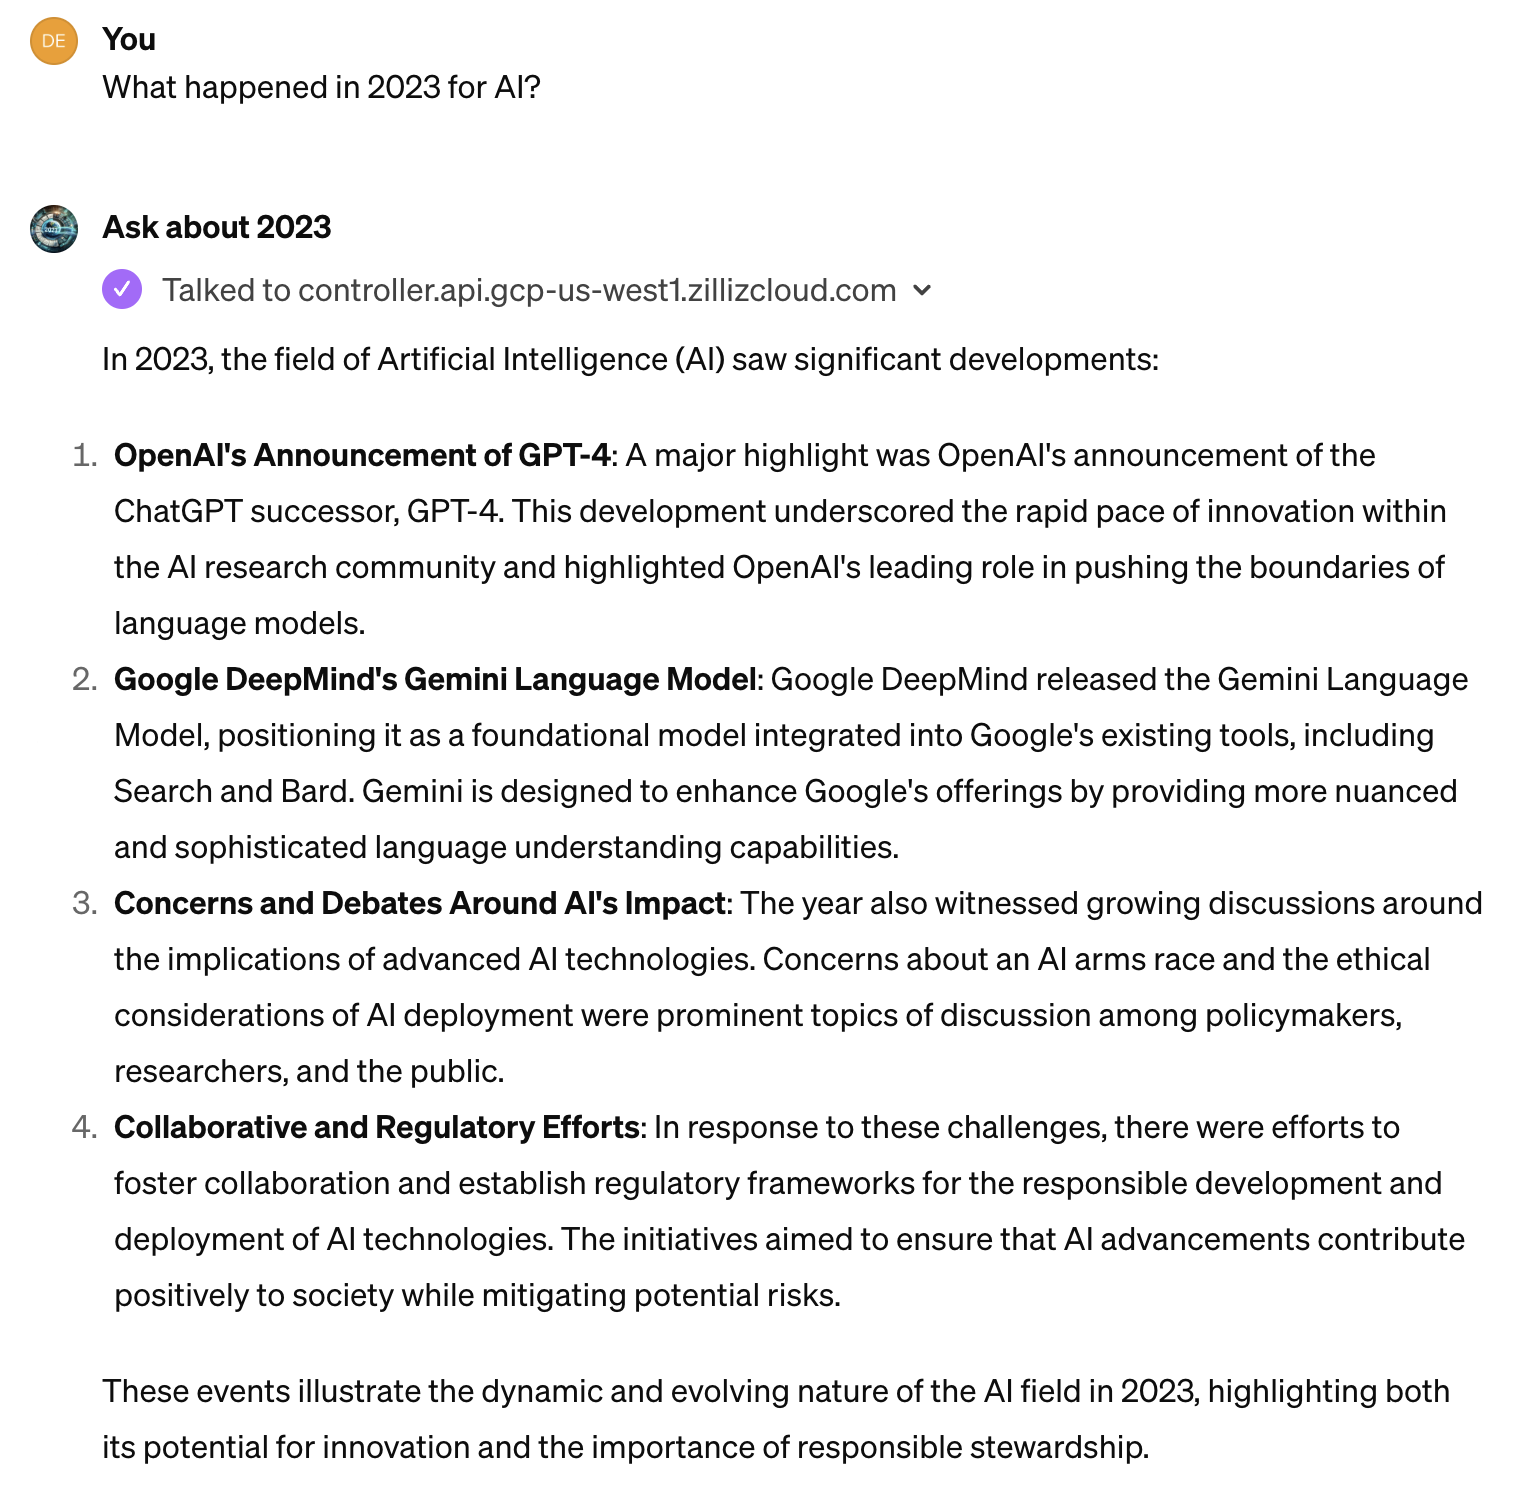 DE
You
What happened in 2023 for AI?
Ask about 2023
Talked to controller.api.gcp-us-west1.zillizcloud.com
In 2023, the field of Artificial Intelligence (AI) saw significant developments:
1. OpenAI's Announcement of GPT-4: A major highlight was OpenAI's announcement of the
ChatGPT successor, GPT-4. This development underscored the rapid pace of innovation within
the AI research community and highlighted OpenAI's leading role in pushing the boundaries of
language models.
2. Google DeepMind's Gemini Language Model: Google DeepMind released the Gemini Language
Model, positioning it as a foundational model integrated into Google's existing tools, including
Search and Bard. Gemini is designed to enhance Google's offerings by providing more nuanced
and sophisticated language understanding capabilities.
3. Concerns and Debates Around AI's Impact: The year also witnessed growing discussions around
the implications of advanced AI technologies. Concerns about an AI arms race and the ethical
considerations of AI deployment were prominent topics of discussion among policymakers,
researchers, and the public.
4. Collaborative and Regulatory Efforts: In response to these challenges, there were efforts to
foster collaboration and establish regulatory frameworks for the responsible development and
deployment of AI technologies. The initiatives aimed to ensure that AI advancements contribute
positively to society while mitigating potential risks.
These events illustrate the dynamic and evolving nature of the AI field in 2023, highlighting both
its potential for innovation and the importance of responsible stewardship.